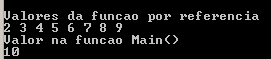 Valores da funcao por referencia
2 3 4 5 6 7 8 9
Valor na funcao Main()
10